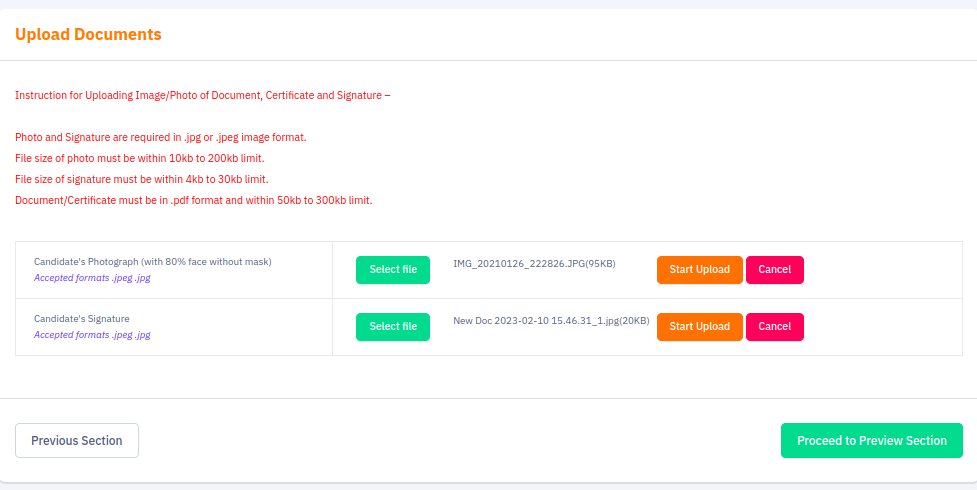 Upload Documents
Instruction for Uploading Image/Photo of Document, Certificate and Signature –
Photo and Signature are required in .jpg or .jpeg image format.
File size of photo must be within 10kb to 200kb limit.
File size of signature must be within 4kb to 30kb limit.
Document/Certificate must be in .pdf format and within 50kb to 300kb limit.
Candidate's Photograph (with 80% face without mask)
Accepted formats .jpeg .jpg
Select file
IMG_20210126_222826.JPG(95KB)
Start Upload
Cancel
Candidate's Signature
Accepted formats .jpeg .jpg
Select file
New Doc 2023-02-10 15.46.31_1.jpg(20KB)
Start Upload
Cancel
Previous Section
Proceed to Preview Section